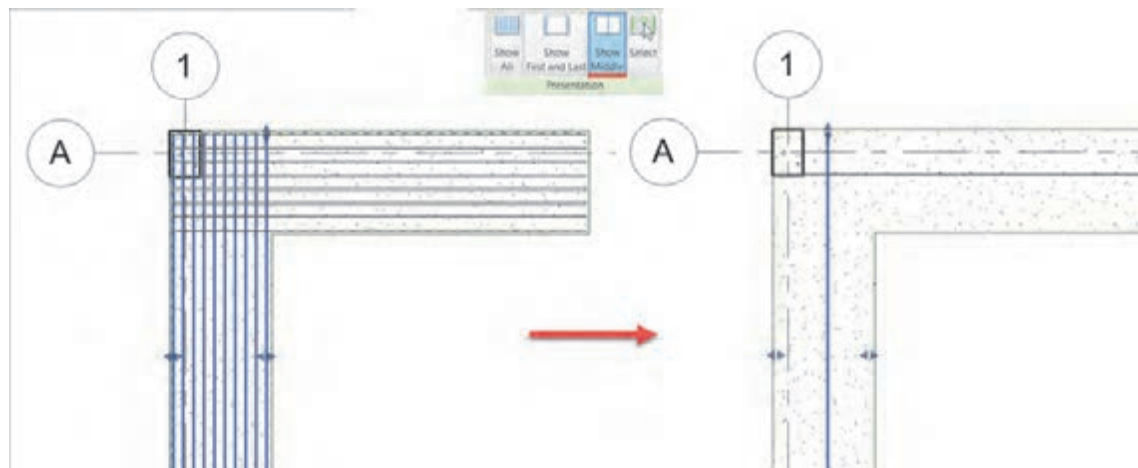 Show Show Show Select
All First and Last Middle
Presentation
1 1
A A